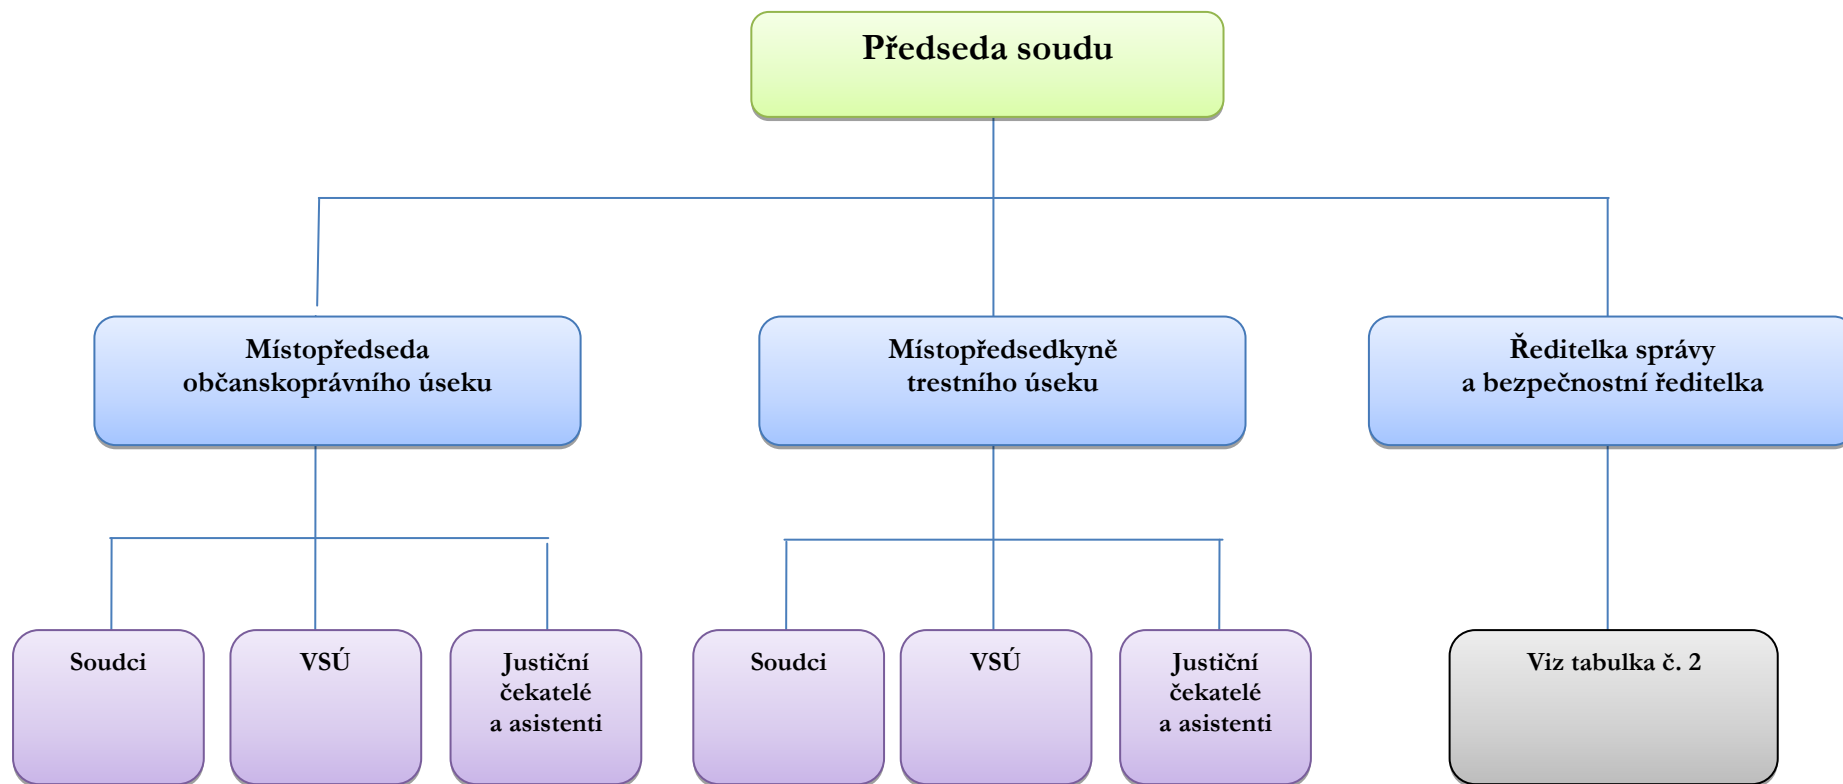 Předseda soudu
Místopředseda
občanskoprávního úseku
Místopředsedkyně
trestního úseku
Ředitelka správy
a bezpečnostní ředitelka
Soudci
VSÚ
Justiční
čekatelé
a asistenti
Soudci
VSÚ
Justiční
čekatelé
a asistenti
Viz tabulka č. 2